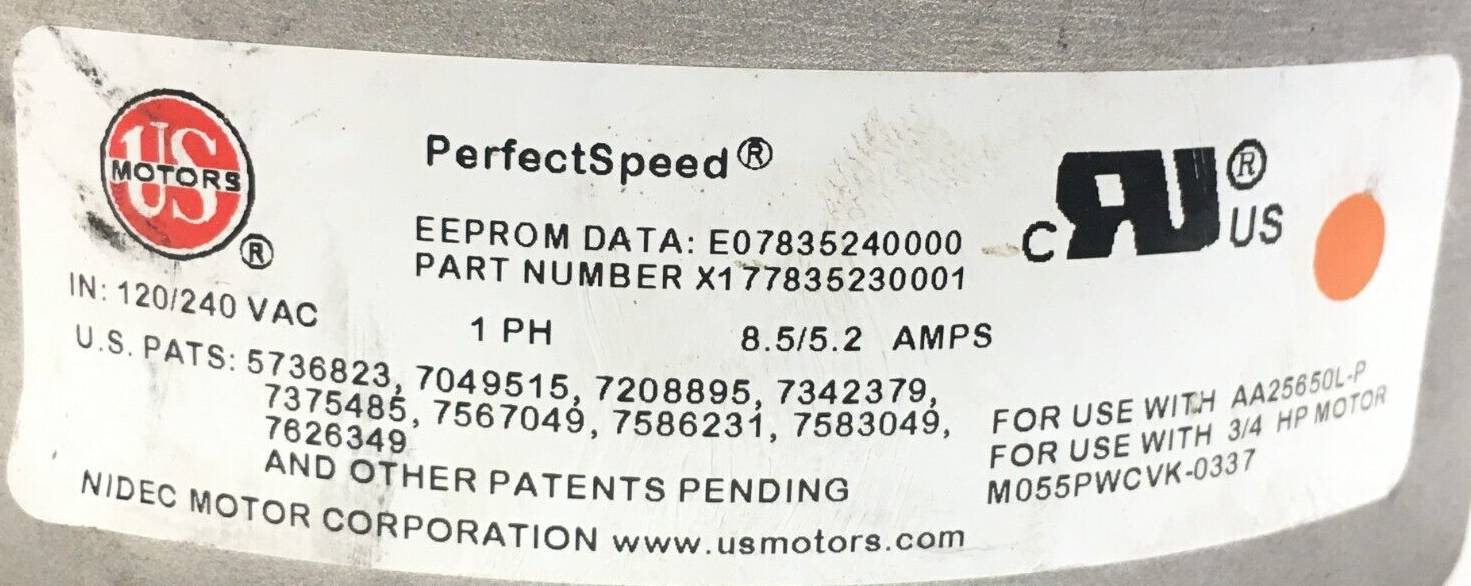 US
MOTORS
®
PerfectSpeed®
EEPROM DATA: E07835240000
PART NUMBER X177835230001
c RU ® US
IN: 120/240 VAC
1 PH
8.5/5.2 AMPS
U.S. PATS: 5736823, 7049515, 7208895, 7342379,
7375485, 7567049, 7586231, 7583049,
7626349
AND OTHER PATENTS PENDING
FOR USE WITH AA25650L-P
FOR USE WITH 3/4 HP MOTOR
M055PWCVK-0337
NIDEC MOTOR CORPORATION www.usmotors.com